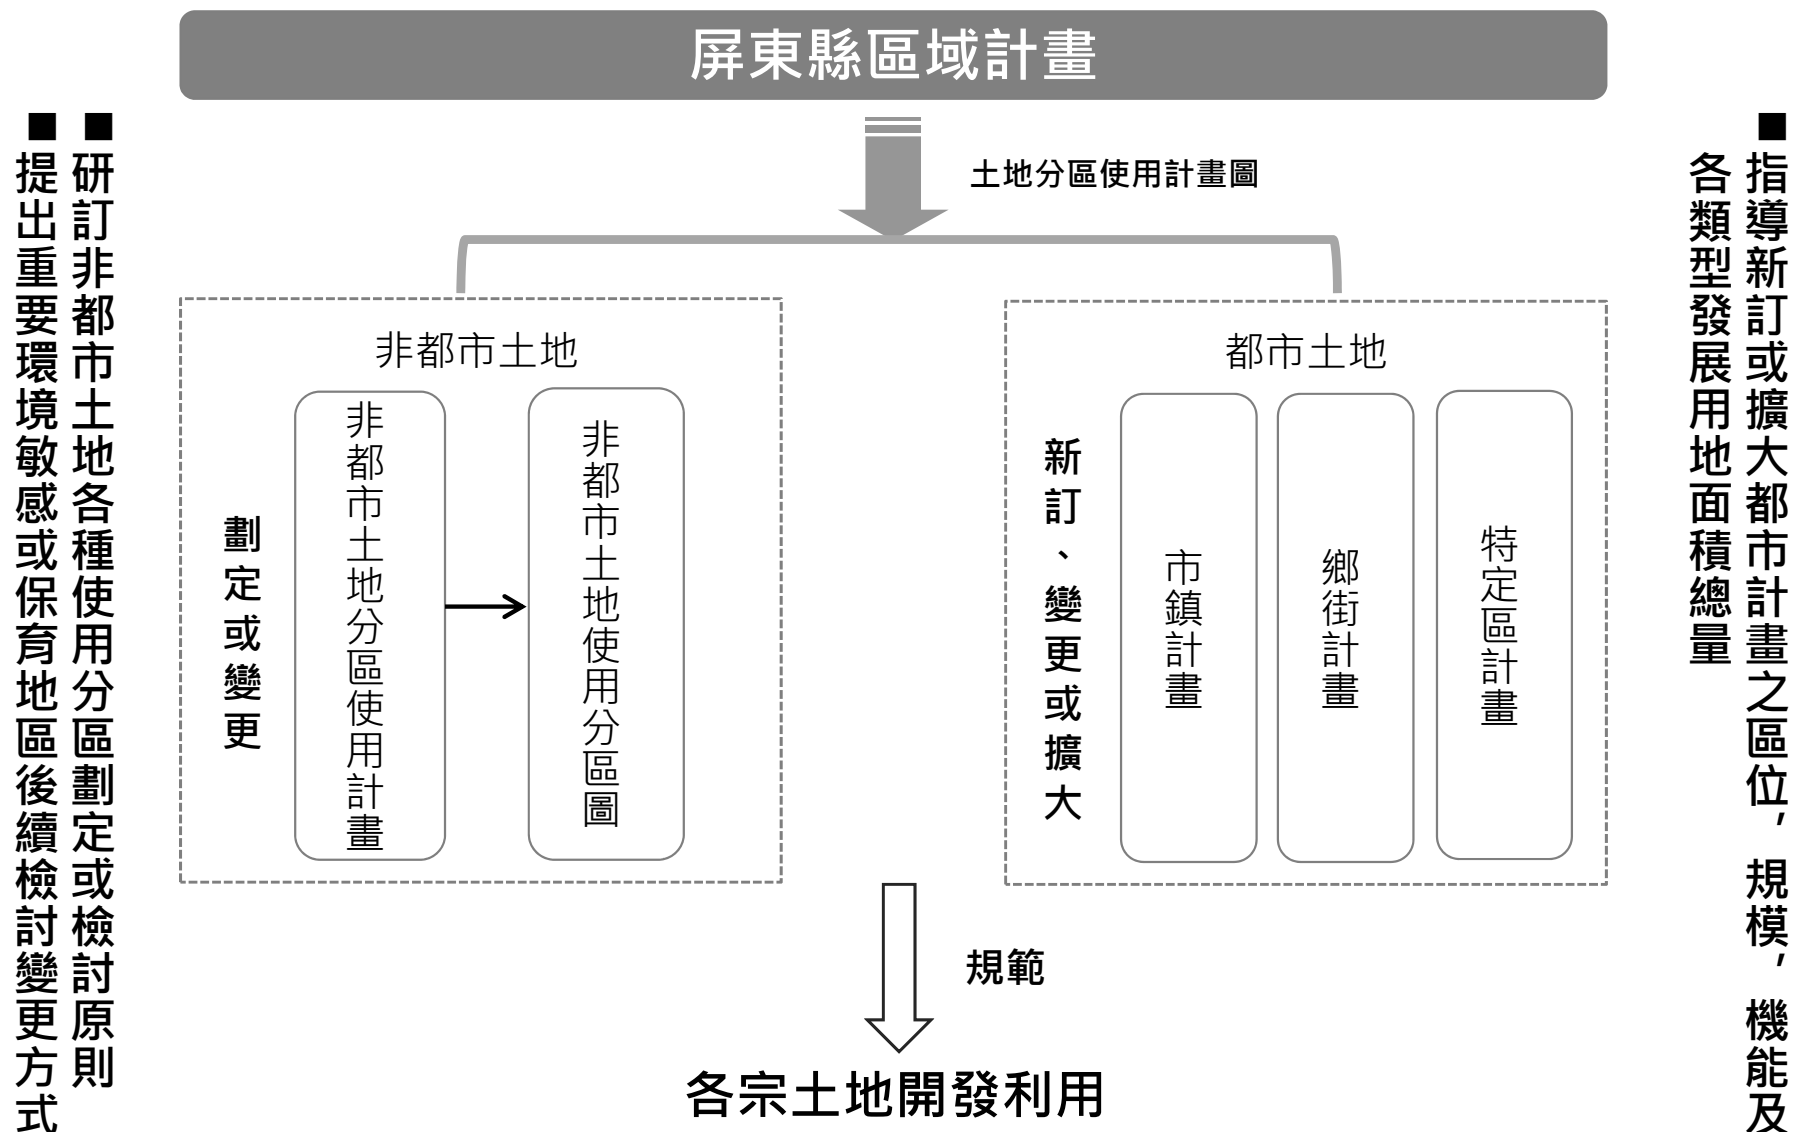 屏東縣區域計畫
土地分區使用計畫圖
■研訂非都市土地各種使用分區劃定或檢討原則
■提出重要環境敏感或保育地區後續檢討變更方式
非都市土地
劃定或變更
非都市土地分區使用計畫
非都市土地使用分區圖
都市土地
新訂、變更或擴大
市鎮計畫
鄉街計畫
特定區計畫
■指導新訂或擴大都市計畫之區位,規模,機能及
各類型發展用地面積總量
規範
各宗土地開發利用